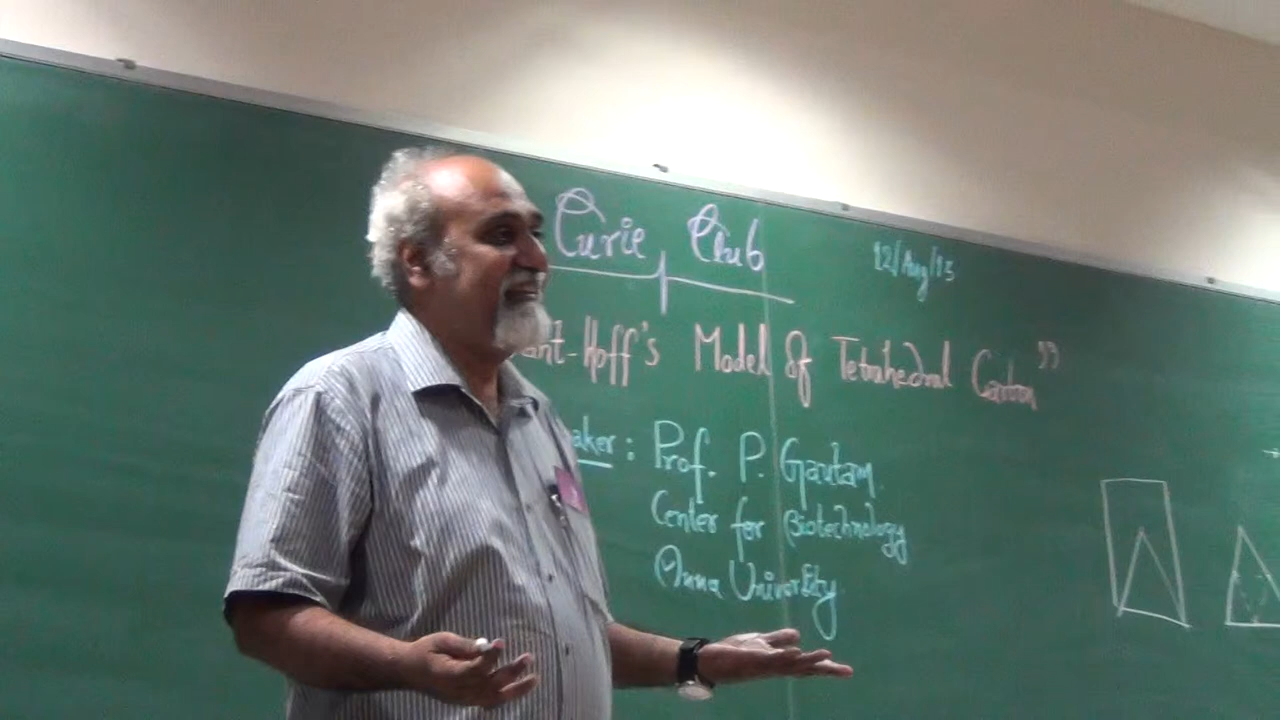 Curie Club
12/Aug/15
ant-Hoff's Model of Tetrahedral Carbon"
aker : Prof. P. Gautam
Center for Biotechnology
Anna University